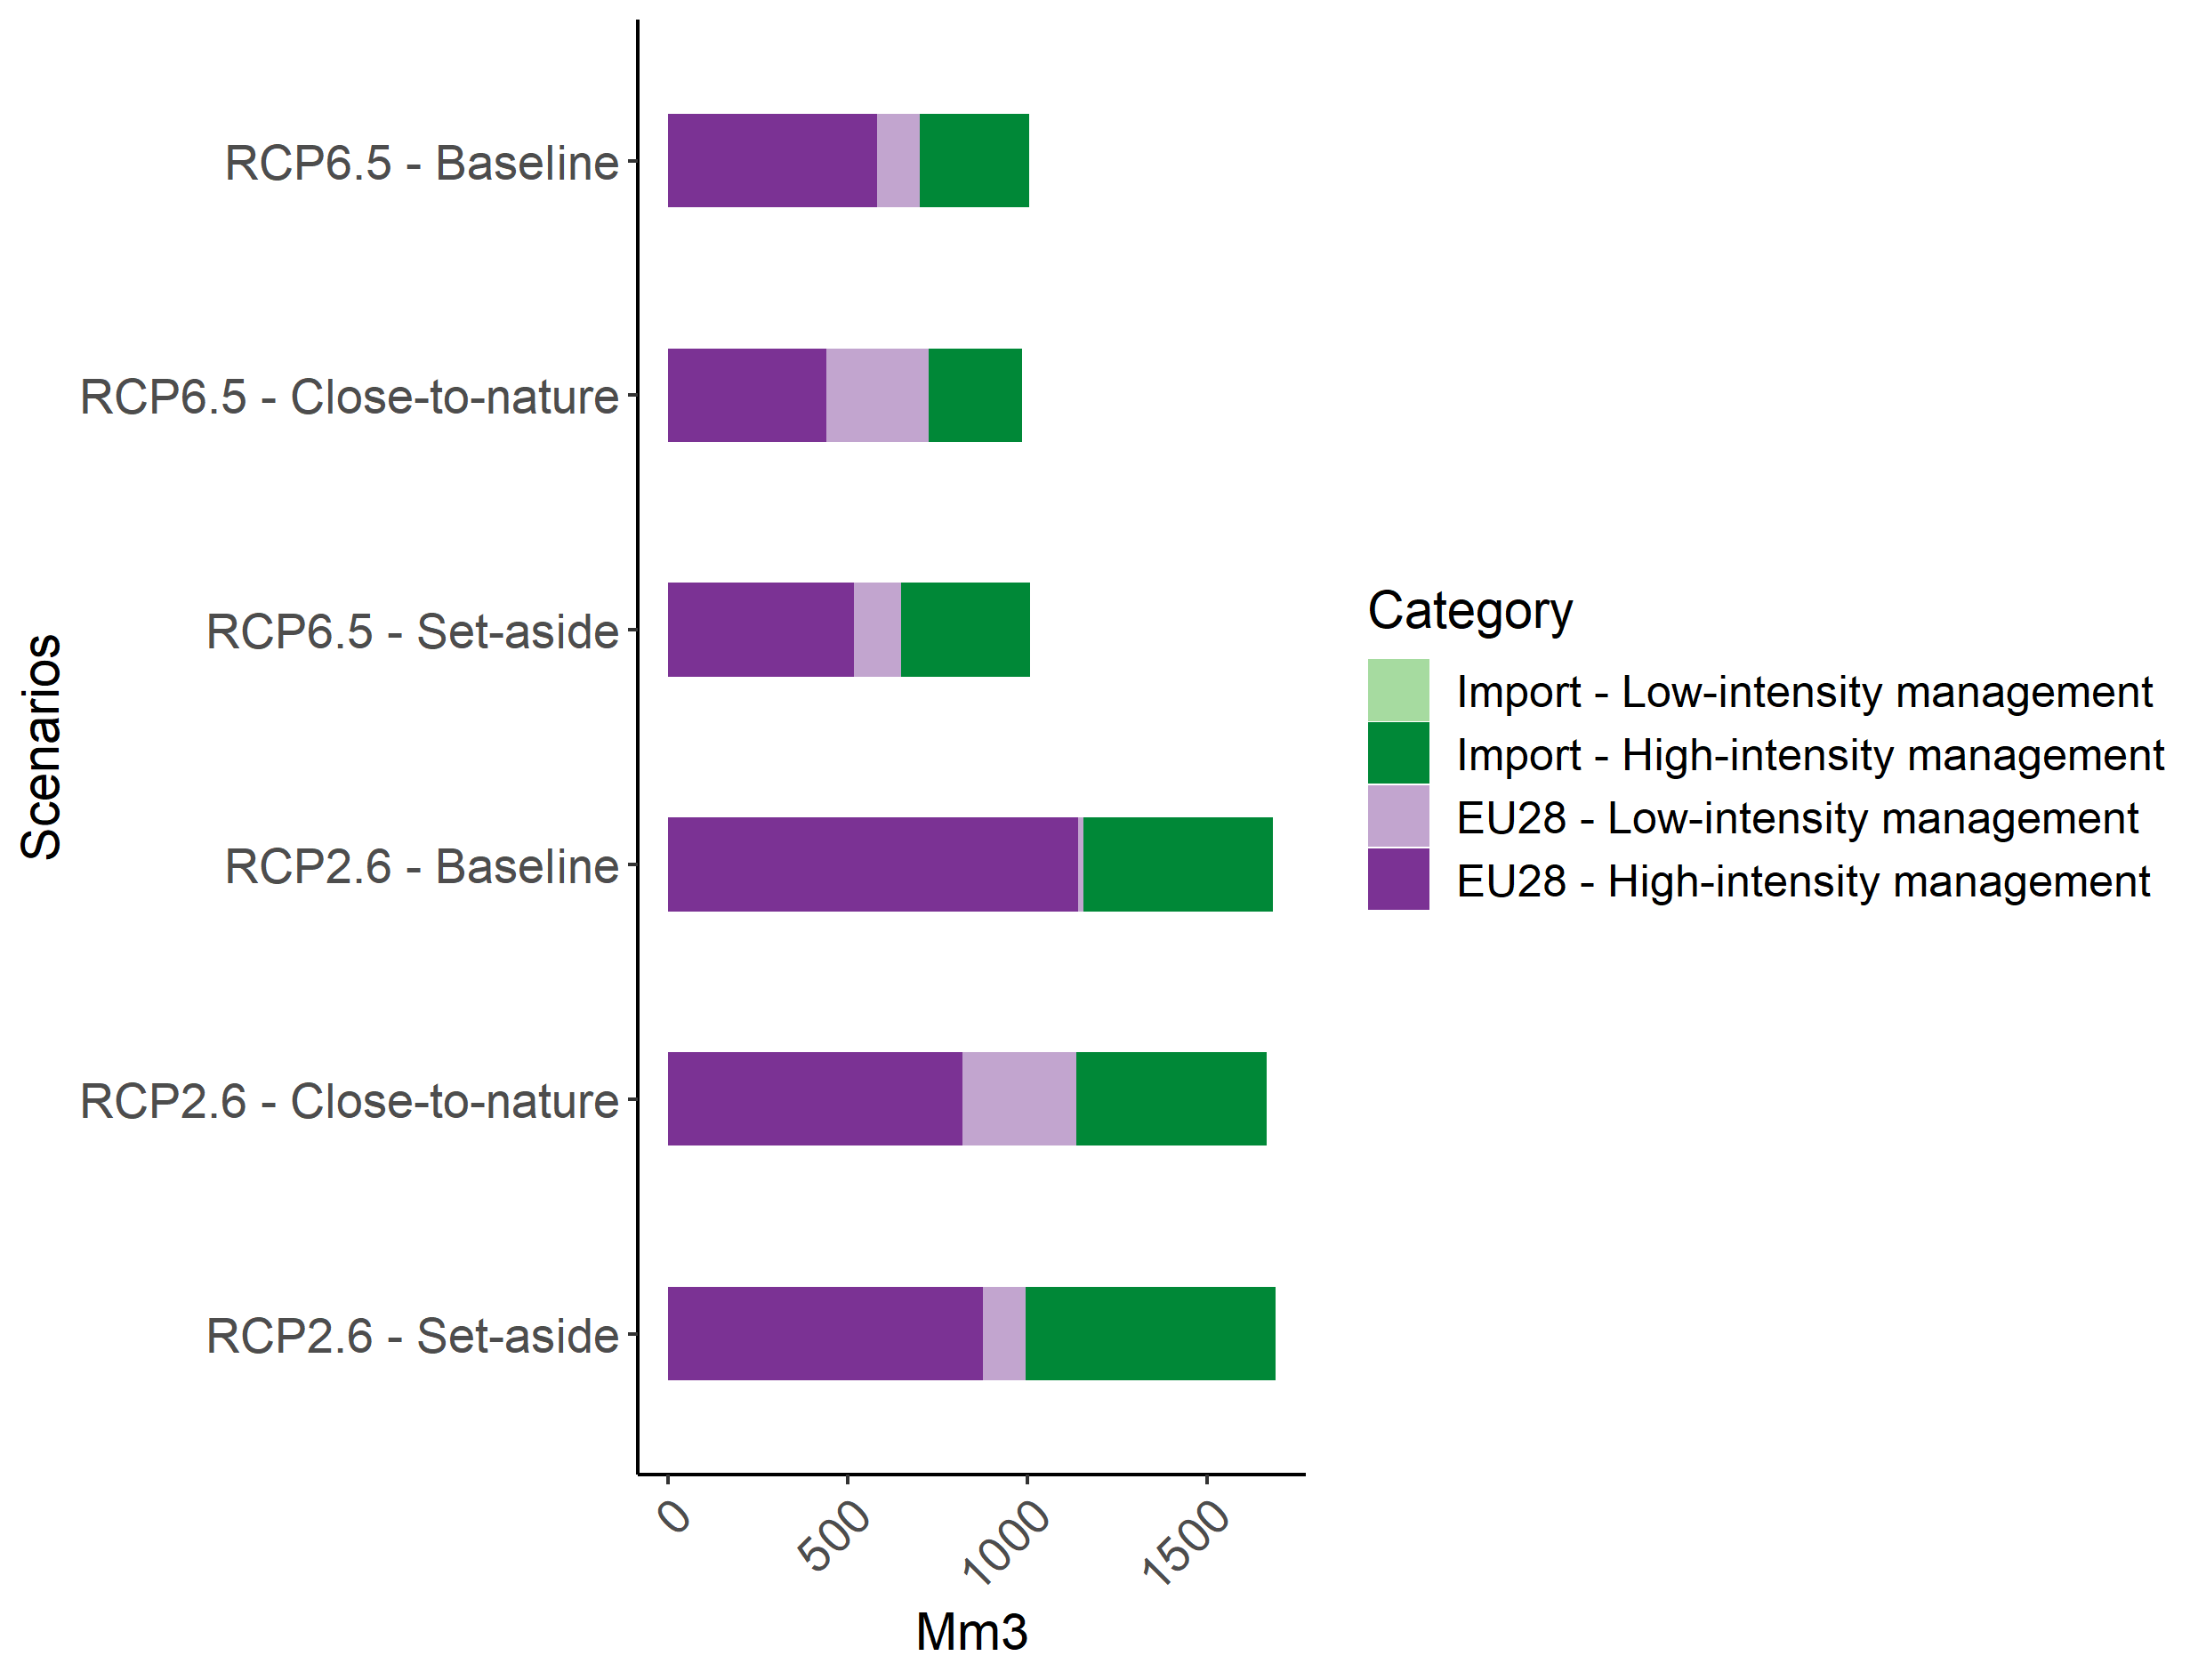 Scenarios
RCP6.5 - Baseline
RCP6.5 - Close-to-nature
RCP6.5 - Set-aside
RCP2.6 - Baseline
RCP2.6 - Close-to-nature
RCP2.6 - Set-aside
0
500
1000
1500
Mm3
Category
Import - Low-intensity management
Import - High-intensity management
EU28 - Low-intensity management
EU28 - High-intensity management